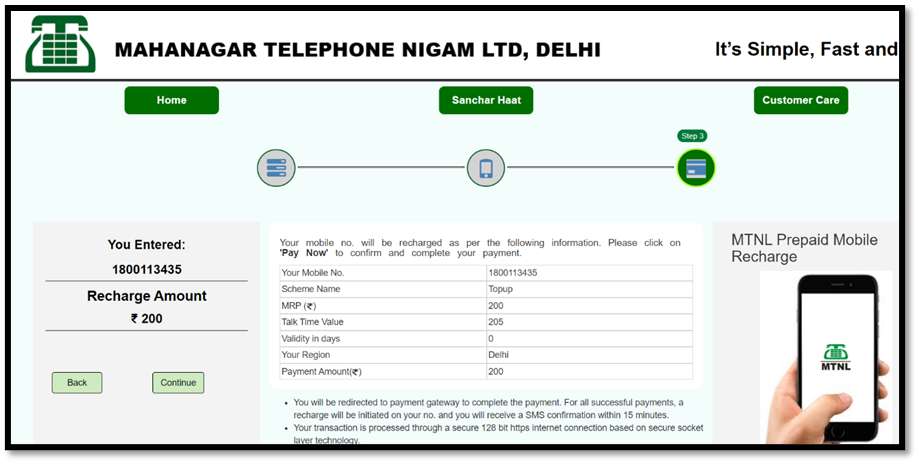 MAHANAGAR TELEPHONE NIGAM LTD, DELHI
It's Simple, Fast and
Home
Sanchar Haat
Customer Care
Step 3
You Entered:
1800113435
Recharge Amount
₹ 200
Back
Continue
Your mobile no. will be recharged as per the following information. Please click on
'Pay Now' to confirm and complete your payment.
Your Mobile No. 1800113435
Scheme Name Topup
MRP (₹) 200
Talk Time Value 205
Validity in days 0
Your Region Delhi
Payment Amount(₹) 200
• You will be redirected to payment gateway to complete the payment. For all successful payments, a
recharge will be initiated on your no. and you will receive a SMS confirmation within 15 minutes.
• Your transaction is processed through a secure 128 bit https internet connection based on secure socket
layer technology.
MTNL Prepaid Mobile
Recharge
MTNL